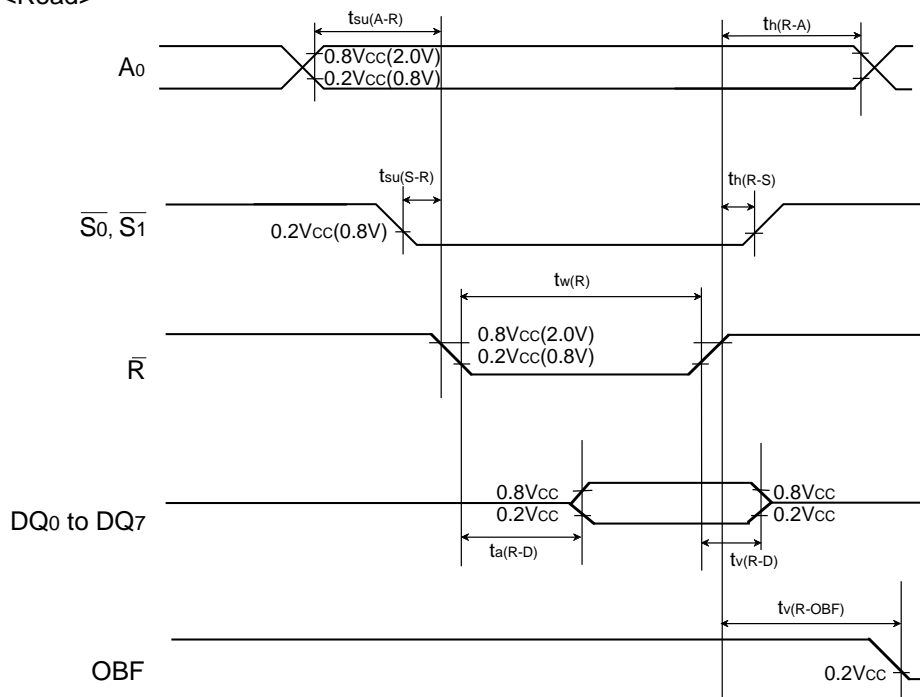 <Read>
tsu(A-R)
th(R-A)
A0
0.8VCC(2.0V)
0.2VCC(0.8V)
tsu(S-R)
th(R-S)
S0, S1
0.2VCC(0.8V)
tw(R)
R
0.8VCC(2.0V)
0.2VCC(0.8V)
DQ0 to DQ7
0.8VCC
0.2VCC
0.8VCC
0.2VCC
ta(R-D)
tv(R-D)
tv(R-OBF)
OBF
0.2VCC